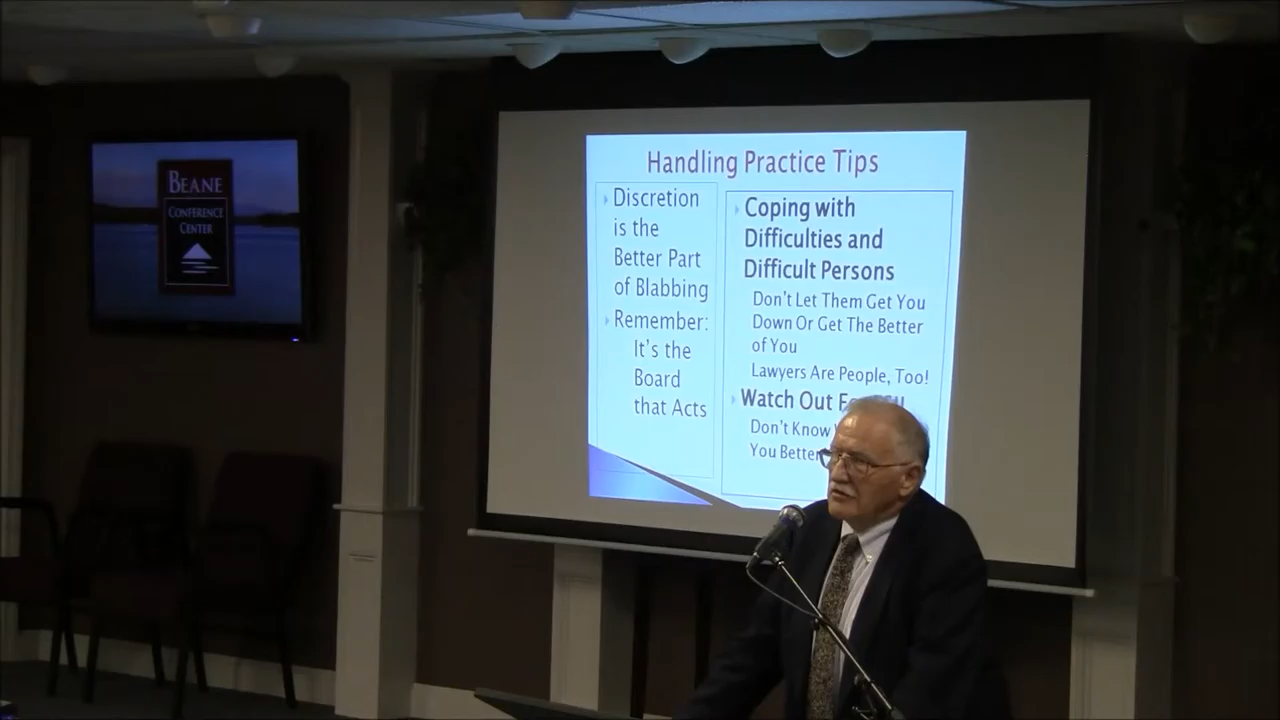 BEANE
CONFERENCE
CENTER
Handling Practice Tips
Discretion
is the
Better Part
of Blabbing
Remember:
It's the
Board
that Acts
Coping with
Difficulties and
Difficult Persons
Don't Let Them Get You
Down Or Get The Better
of You
Lawyers Are People, Too!
Watch Out
Don't Know
You Better